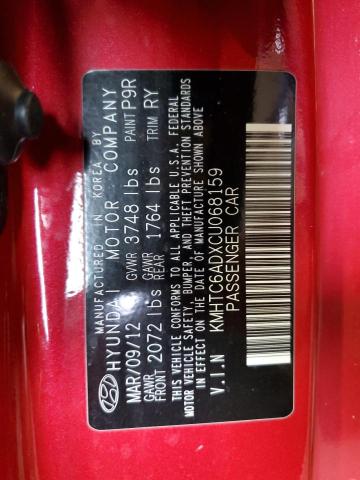 MANUFACTURED IN KOREA BY
HYUNDAI MOTOR COMPANY
MAR/09/12 GVWR 3748 lbs PAINT P9R
GAWR FRONT 2072 lbs GAWR REAR 1764 lbs TRIM RY
THIS VEHICLE CONFORMS TO ALL APPLICABLE U.S.A. FEDERAL
MOTOR VEHICLE SAFETY, BUMPER, AND THEFT PREVENTION STANDARDS
IN EFFECT ON THE DATE OF MANUFACTURE SHOWN ABOVE
V.I.N KMHTC6ADXCU068159
PASSENGER CAR